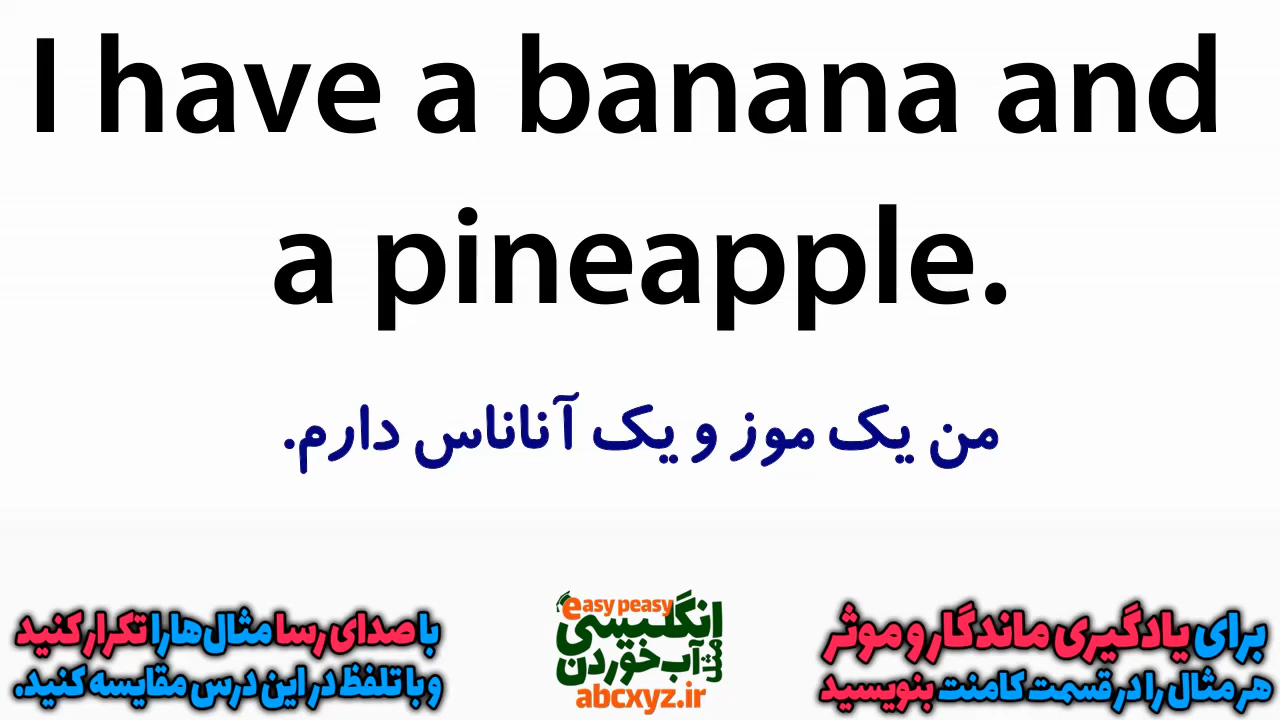 I have a banana and
a pineapple.
من یک موز و یک آناناس دارم.
با صدای رسا مثال‌ها را تکرار کنید
و با تلفظ در این درس مقایسه کنید.
easy peasy
انگلیسی
مثل
آب خوردن
abcxyz.ir
برای یادگیری ماندگار و موثر
هر مثال را در قسمت کامنت بنویسید